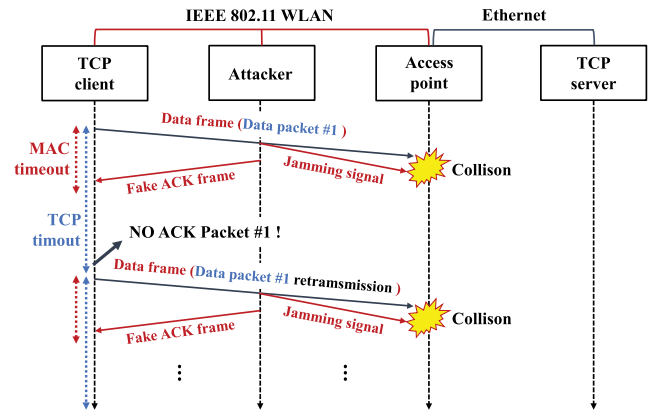 IEEE 802.11 WLAN
Ethernet
TCP
client
Attacker
Access
point
TCP
server
Data frame (Data packet #1 )
MAC
timeout
Jamming signal
Collison
Fake ACK frame
TCP
timout
NO ACK Packet #1 !
Data frame (Data packet #1 retramsmission )
Jamming signal
Collison
Fake ACK frame